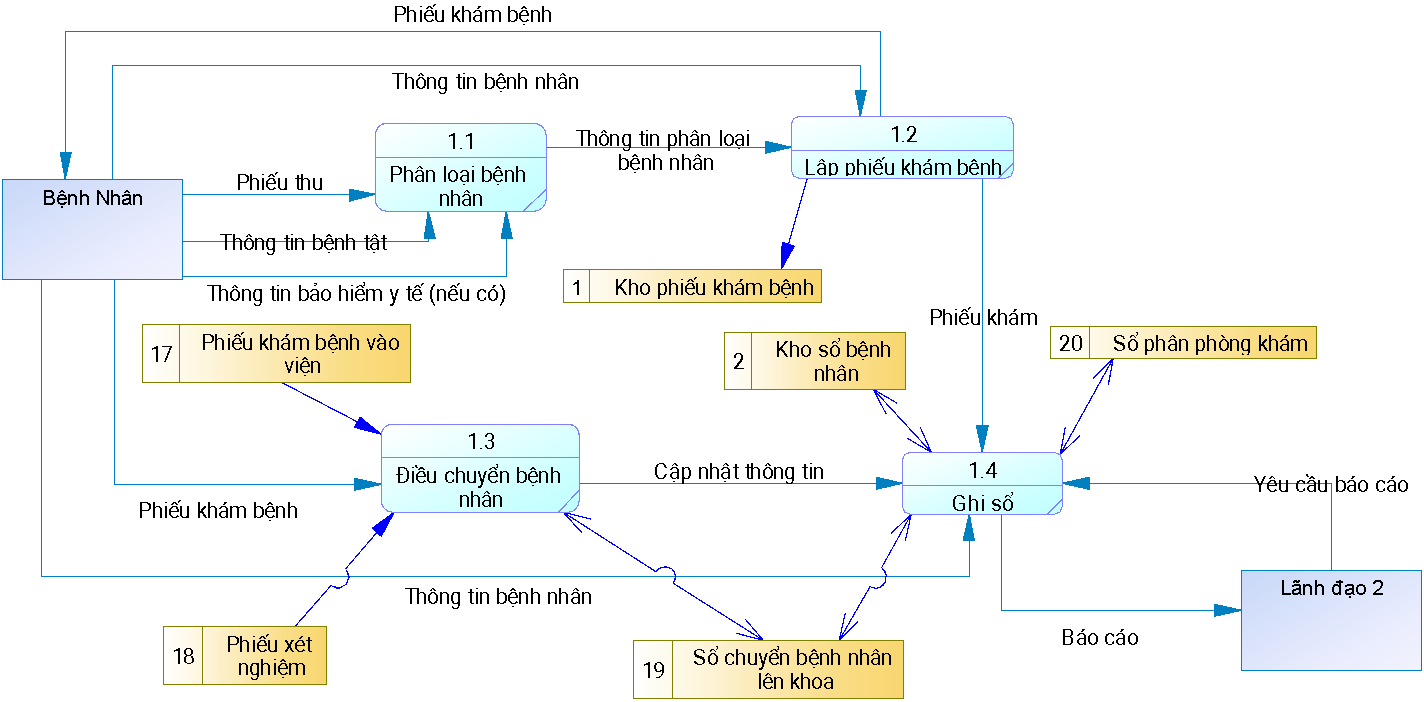 Phiếu khám bệnh
Thông tin bệnh nhân
1.1
Phân loại bệnh
nhân
Thông tin phân loại
bệnh nhân
1.2
Lập phiếu khám bệnh
Bệnh Nhân
Phiếu thu
Thông tin bệnh tật
Thông tin bảo hiểm y tế (nếu có)
1
Kho phiếu khám bệnh
Phiếu khám
17
Phiếu khám bệnh vào
viện
2
Kho sổ bệnh
nhân
20
Sổ phân phòng khám
1.3
Điều chuyển bệnh
nhân
Cập nhật thông tin
1.4
Ghi sổ
Yêu cầu báo cáo
Phiếu khám bệnh
Thông tin bệnh nhân
Lãnh đạo 2
Báo cáo
18
Phiếu xét
nghiệm
19
Sổ chuyển bệnh nhân
lên khoa